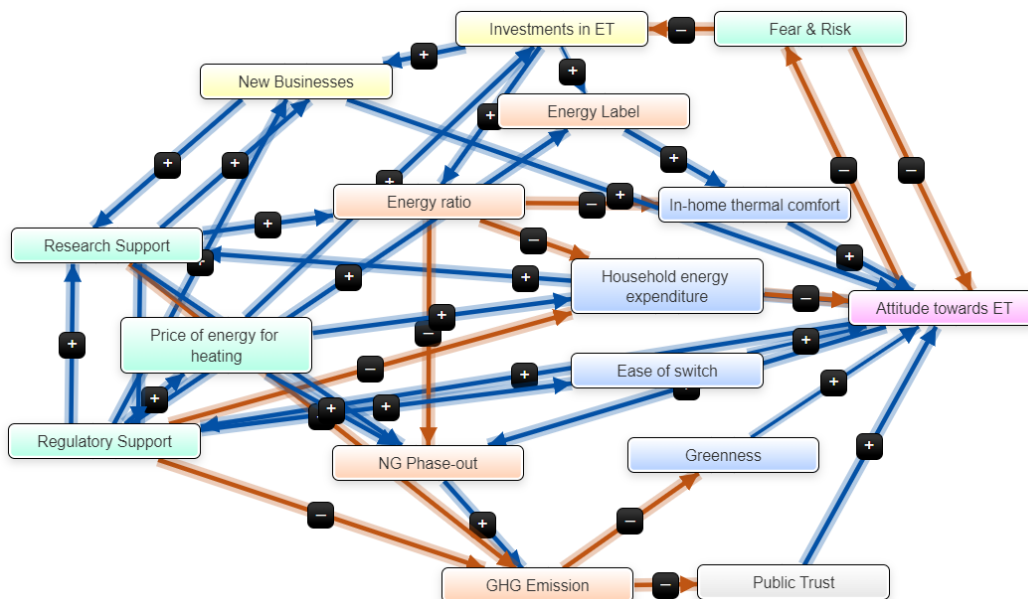 Investments in ET
Fear & Risk
New Businesses
Energy Label
Energy ratio
In-home thermal comfort
Research Support
Household energy
expenditure
Attitude towards ET
Price of energy for
heating
Ease of switch
Regulatory Support
NG Phase-out
Greenness
GHG Emission
Public Trust